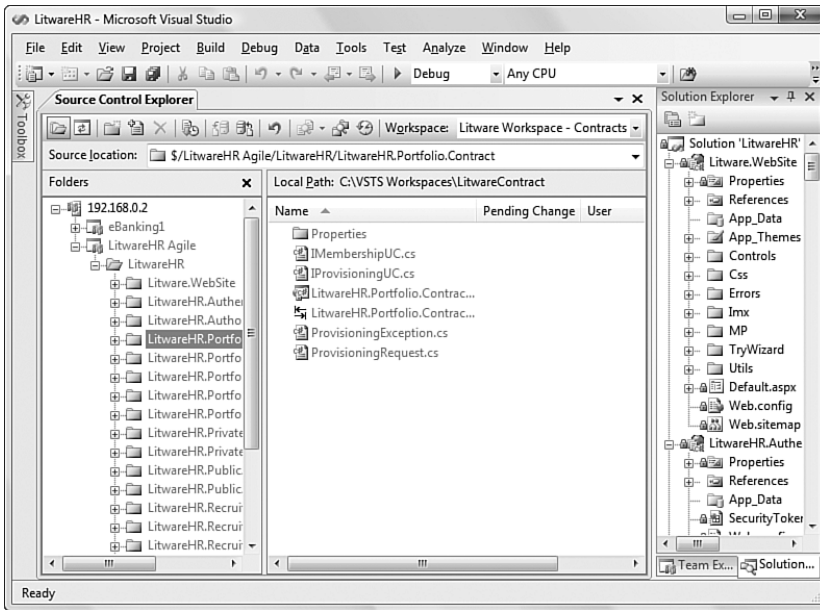 LitwareHR - Microsoft Visual Studio
File Edit View Project Build Debug Data Tools Test Analyze Window Help
Debug Any CPU
Toolbox
Source Control Explorer
Workspace: Litware Workspace - Contracts
Source location: $/LitwareHR Agile/LitwareHR/LitwareHR.Portfolio.Contract
Folders
192.168.0.2
eBanking1
LitwareHR Agile
LitwareHR
Litware.WebSite
LitwareHR.Auther
LitwareHR.Autho
LitwareHR.Portfo
LitwareHR.Portfo
LitwareHR.Portfo
LitwareHR.Portfo
LitwareHR.Portfo
LitwareHR.Private
LitwareHR.Private
LitwareHR.Public.
LitwareHR.Public.
LitwareHR.Recruit
LitwareHR.Recruit
LitwareHR.Recruit
Local Path: C:\VSTS Workspaces\LitwareContract
Name Pending Change User
Properties
IMembershipUC.cs
IProvisioningUC.cs
LitwareHR.Portfolio.Contrac...
LitwareHR.Portfolio.Contrac...
ProvisioningException.cs
ProvisioningRequest.cs
Solution Explorer
Solution 'LitwareHR'
Litware.WebSite
Properties
References
App_Data
App_Themes
Controls
Css
Errors
Imx
MP
TryWizard
Utils
Default.aspx
Web.config
Web.sitemap
LitwareHR.Authe
Properties
References
App_Data
SecurityToker
Team Ex... Solution...
Ready